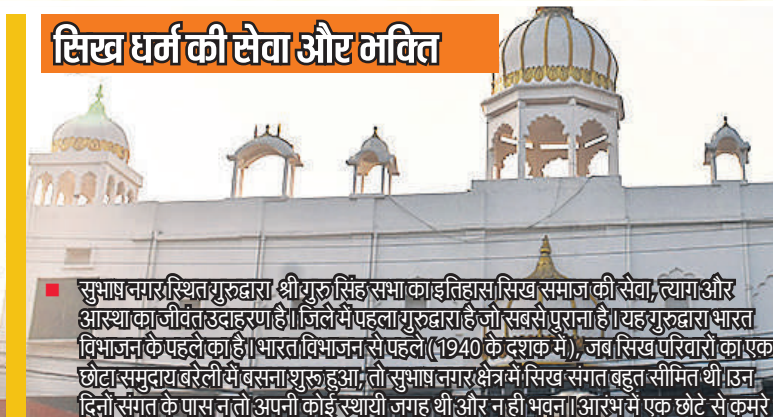 सिख धर्म की सेवा और भक्ति
सुभाष नगर स्थित गुरुद्वारा श्री गुरु सिंह सभा का इतिहास सिख समाज की सेवा, त्याग और
आस्था का जीवंत उदाहरण है। जिले में पहला गुरुद्वारा है जो सबसे पुराना है। यह गुरुद्वारा भारत
विभाजन के पहले का है। भारत विभाजन से पहले (1940 के दशक में), जब सिख परिवारों का एक
छोटा समुदाय बरेली में बसना शुरू हुआ, तो सुभाष नगर क्षेत्र में सिख संगत बहुत सीमित थी। उन
दिनों संगत के पास न तो अपनी कोई स्थायी जगह थी और न ही भवन। आरंभ में एक छोटे से कमरे